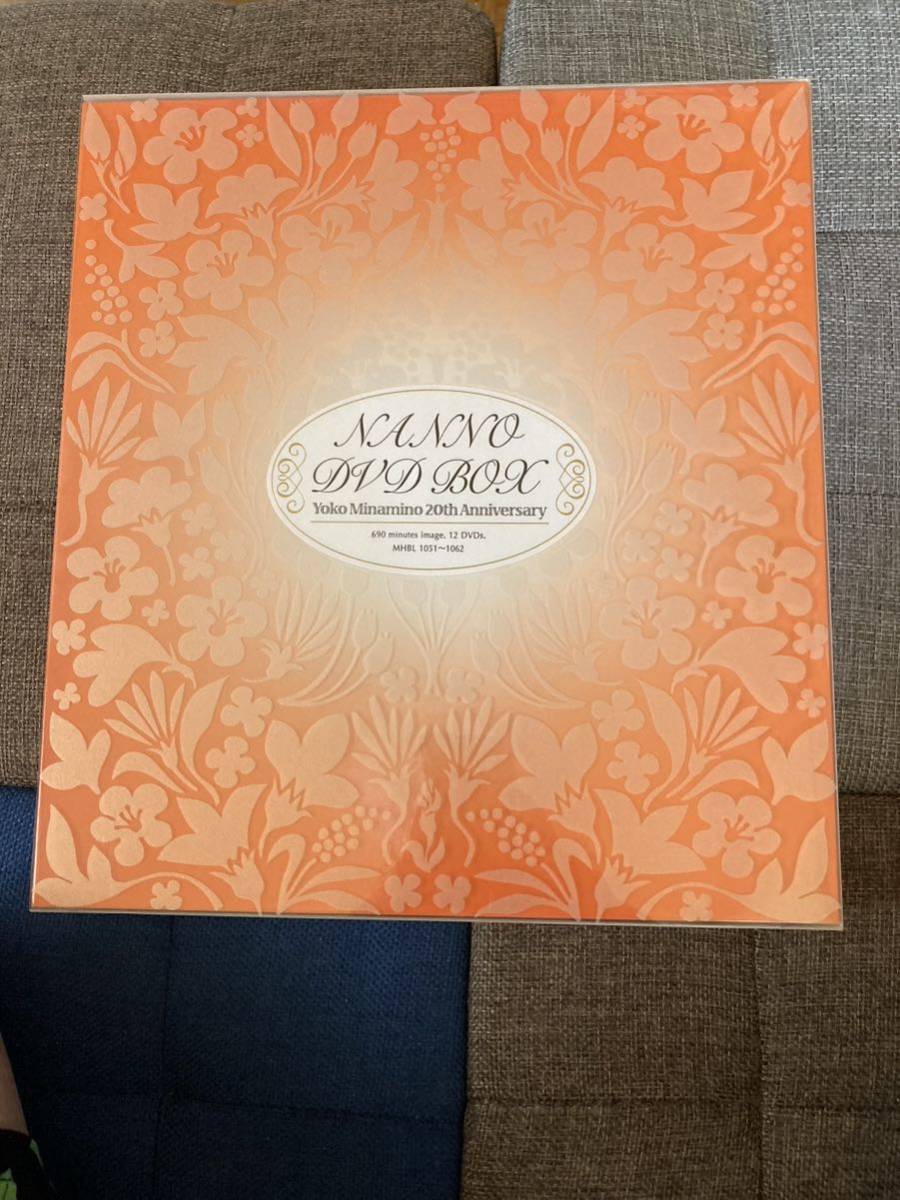 NANNO
DVD BOX
Yoko Minamino 20th Anniversary
690 minutes image, 12 DVDs.
MHBL 1051〜1062